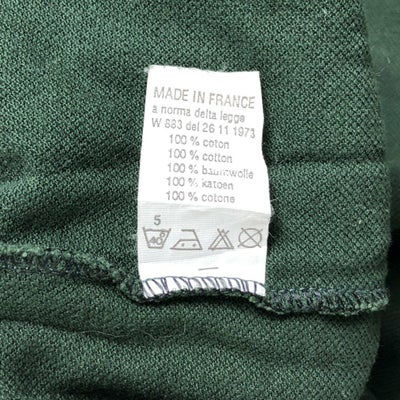 MADE IN FRANCE
a norma della legge
W 883 del 26 11 1973
100 % coton
100 % cotton
100 % baumwolle
100 % katoen
100 % cotone
5
40°